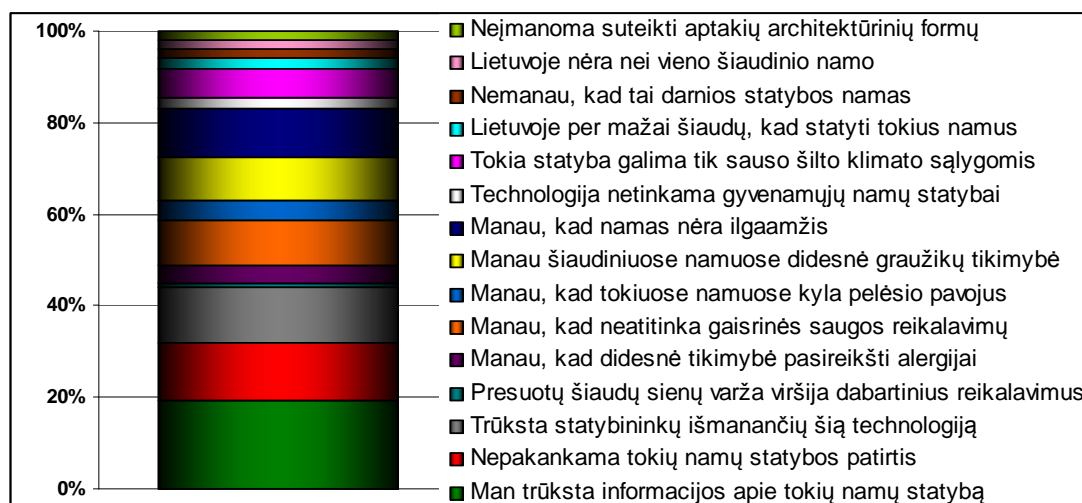 100%
80%
60%
40%
20%
0%
Neįmanoma suteikti aptakių architektūrinių formų
Lietuvoje nėra nei vieno šiaudinio namo
Nemanau, kad tai darnios statybos namas
Lietuvoje per mažai šiaudų, kad statyti tokius namus
Tokia statyba galima tik sauso šilto klimato sąlygomis
Technologija netinkama gyvenamųjų namų statybai
Manau, kad namas nėra ilgaamžis
Manau šiaudiniuose namuose didesnė graužikų tikimybė
Manau, kad tokiuose namuose kyla pelėsio pavojus
Manau, kad neatitinka gaisrinės saugos reikalavimų
Manau, kad didesnė tikimybė pasireikšti alergijai
Presuotų šiaudų sienų varža viršija dabartinius reikalavimus
Trūksta statybininkų išmanančių šią technologiją
Nepakankama tokių namų statybos patirtis
Man trūksta informacijos apie tokių namų statybą